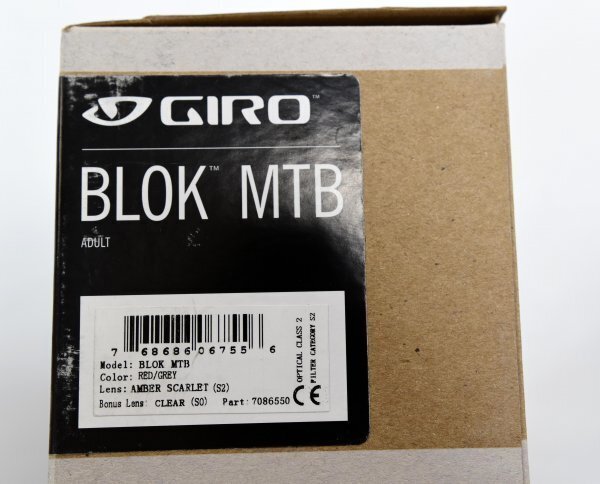 GIRO™
BLOK™ MTB
ADULT
7 68686 06755 6
Model: BLOK MTB
Color: RED/GREY
Lens: AMBER SCARLET (S2)
Bonus Lens: CLEAR (S0) Part: 7086550
CE
OPTICAL CLASS 2
FILTER CATEGORY S2